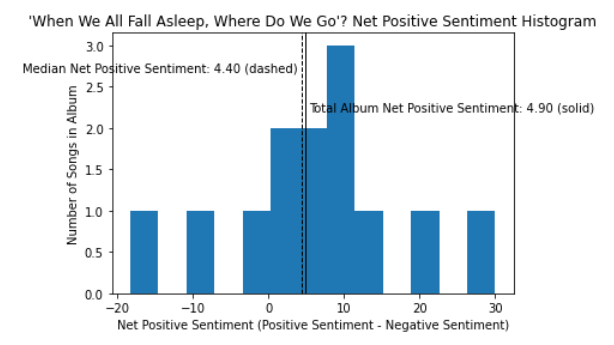 'When We All Fall Asleep, Where Do We Go'? Net Positive Sentiment Histogram
3.0
Median Net Positive Sentiment: 4.40 (dashed)
2.5
Total Album Net Positive Sentiment: 4.90 (solid)
2.0
Number of Songs in Album
1.5
1.0
0.5
0.0
−20 −10 0 10 20 30
Net Positive Sentiment (Positive Sentiment - Negative Sentiment)